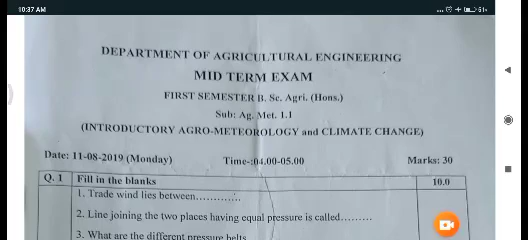 10:37 AM
DEPARTMENT OF AGRICULTURAL ENGINEERING
MID TERM EXAM
FIRST SEMESTER B. Sc. Agri. (Hons.)
Sub: Ag. Met. 1.1
(INTRODUCTORY AGRO-METEOROLOGY and CLIMATE CHANGE)
Date: 11-08-2019 (Monday) Time-:04.00-05.00 Marks: 30
Q. 1 Fill in the blanks 10.0
1. Trade wind lies between.............
2. Line joining the two places having equal pressure is called.........
3. What are the different pressure belts